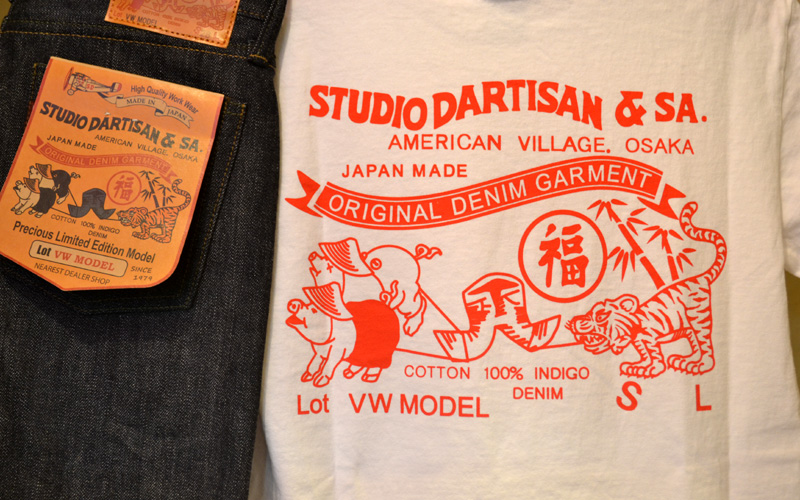 VW MODEL
High Quality Work Wear
MADE IN JAPAN
STUDIO DARTISAN & SA.
AMERICAN VILLAGE, OSAKA
JAPAN MADE
ORIGINAL DENIM GARMENT
福
COTTON 100% INDIGO
DENIM
Precious Limited Edition Model
Lot VW MODEL
SINCE
1979
NEAREST DEALER SHOP
STUDIO DARTISAN & SA.
AMERICAN VILLAGE. OSAKA
JAPAN MADE
ORIGINAL DENIM GARMENT
福
COTTON 100% INDIGO
DENIM
Lot VW MODEL
S L